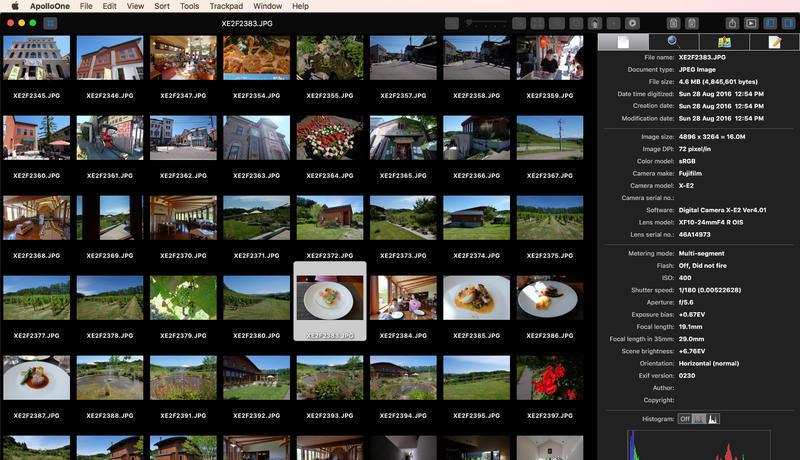 ApolloOne File Edit View Sort Tools Trackpad Window Help
XE2F2383.JPG
XE2F2345.JPG XE2F2346.JPG XE2F2347.JPG XE2F2354.JPG XE2F2356.JPG XE2F2357.JPG XE2F2358.JPG XE2F2359.JPG
XE2F2360.JPG XE2F2361.JPG XE2F2362.JPG XE2F2363.JPG XE2F2364.JPG XE2F2365.JPG XE2F2366.JPG XE2F2367.JPG
XE2F2368.JPG XE2F2369.JPG XE2F2370.JPG XE2F2371.JPG XE2F2372.JPG XE2F2373.JPG XE2F2374.JPG XE2F2375.JPG
XE2F2377.JPG XE2F2378.JPG XE2F2379.JPG XE2F2380.JPG XE2F2383.JPG XE2F2384.JPG XE2F2385.JPG XE2F2386.JPG
XE2F2387.JPG XE2F2388.JPG XE2F2391.JPG XE2F2392.JPG XE2F2393.JPG XE2F2394.JPG XE2F2395.JPG XE2F2397.JPG
File name: XE2F2383.JPG
Document type: JPEG Image
File size: 4.6 MB (4,845,601 bytes)
Date time digitized: Sun 28 Aug 2016 12:54 PM
Creation date: Sun 28 Aug 2016 12:54 PM
Modification date: Sun 28 Aug 2016 12:54 PM
Image size: 4896 x 3264 = 16.0M
Image DPI: 72 pixel/in
Color model: sRGB
Camera make: Fujifilm
Camera model: X-E2
Camera serial no.:
Software: Digital Camera X-E2 Ver4.01
Lens model: XF10-24mmF4 R OIS
Lens serial no.: 46A14973
Metering mode: Multi-segment
Flash: Off, Did not fire
ISO: 400
Shutter speed: 1/180 (0.00522628)
Aperture: f/5.6
Exposure bias: +0.67EV
Focal length: 19.1mm
Focal length in 35mm: 29.0mm
Scene brightness: +6.76EV
Orientation: Horizontal (normal)
Exif version: 0230
Author:
Copyright:
Histogram: Off